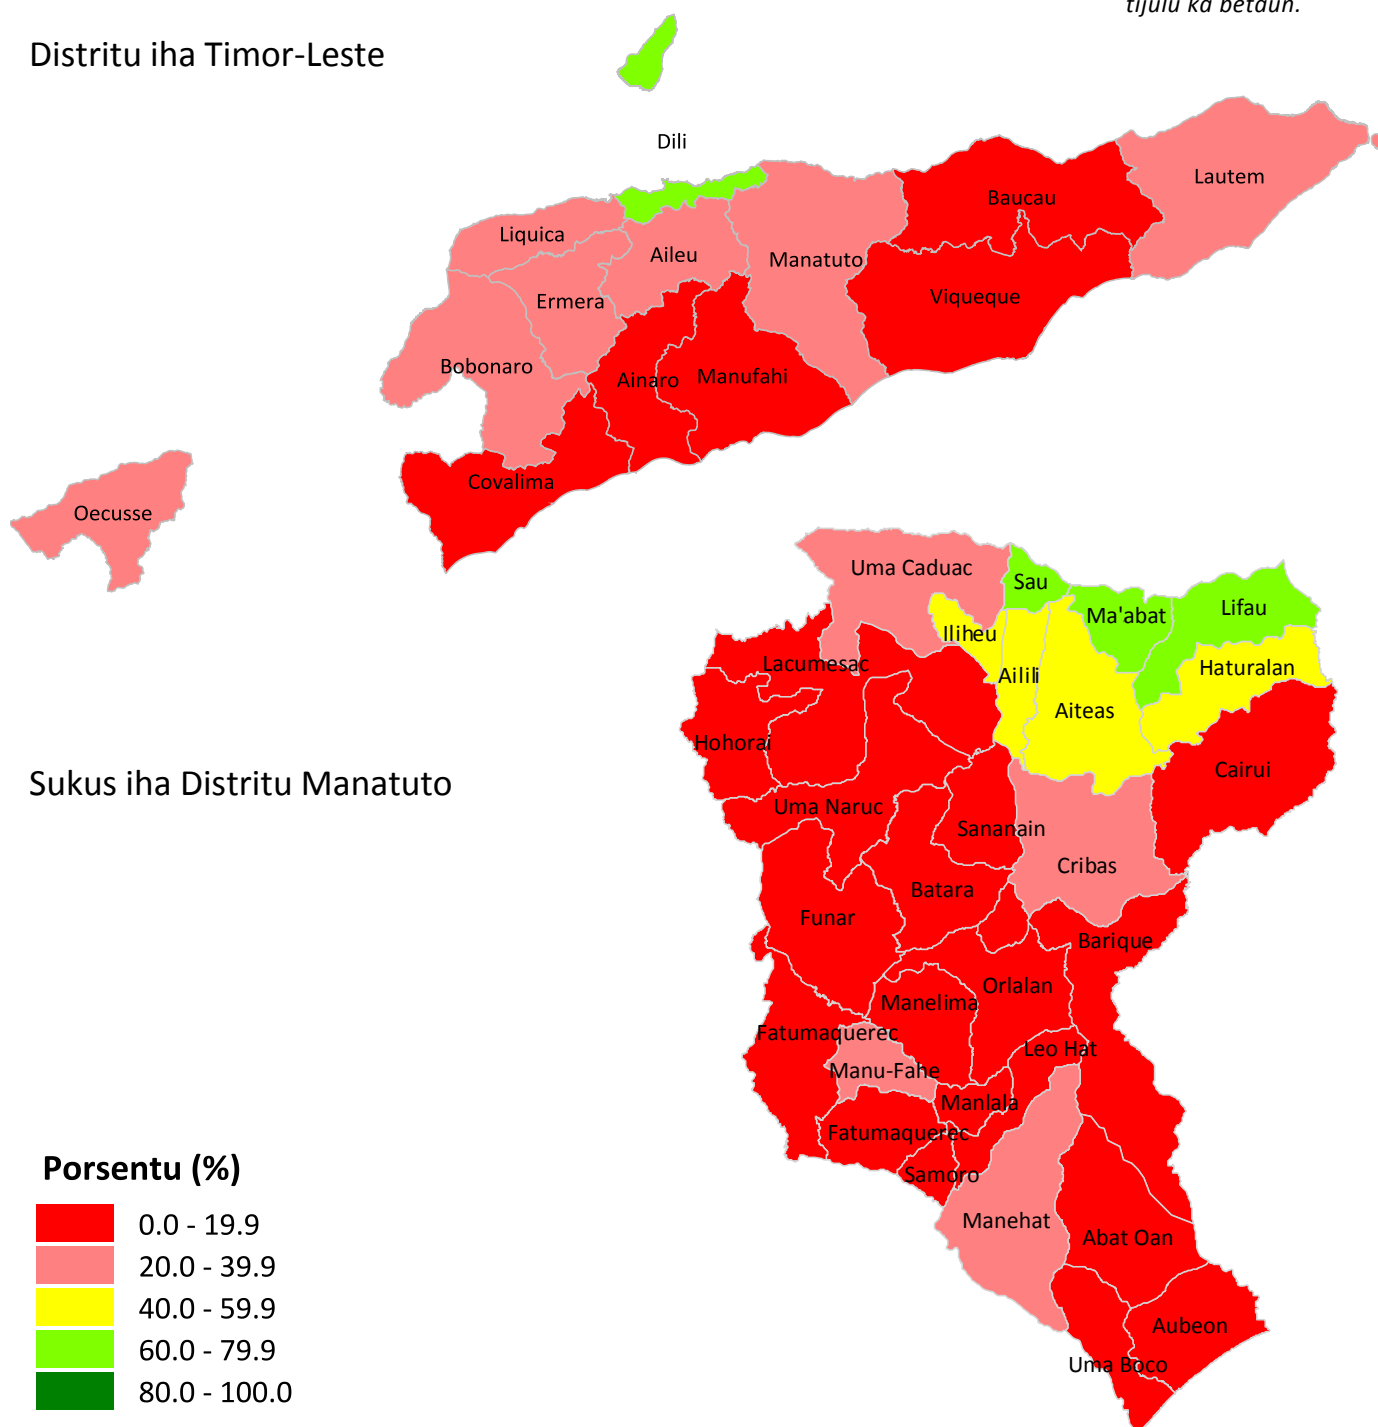 tijulu ka betaun.
Distritu iha Timor-Leste
Dili
Lautem
Baucau
Liquica
Aileu
Manatuto
Viqueque
Ermera
Bobonaro
Ainaro
Manufahi
Covalima
Oecusse
Uma Caduac
Sau
Ma'abat
Lifau
Iliheu
Lacumesac
Ailili
Haturalan
Aiteas
Hohorai
Cairui
Sukus iha Distritu Manatuto
Uma Naruc
Sananain
Cribas
Batara
Funar
Barique
Orlalan
Manelima
Fatumaquerec
Leo Hat
Manu-Fahe
Manlala
Fatumaquerec
Samoro
Manehat
Abat Oan
Aubeon
Uma Boco
Porsentu (%)
0.0 - 19.9
20.0 - 39.9
40.0 - 59.9
60.0 - 79.9
80.0 - 100.0